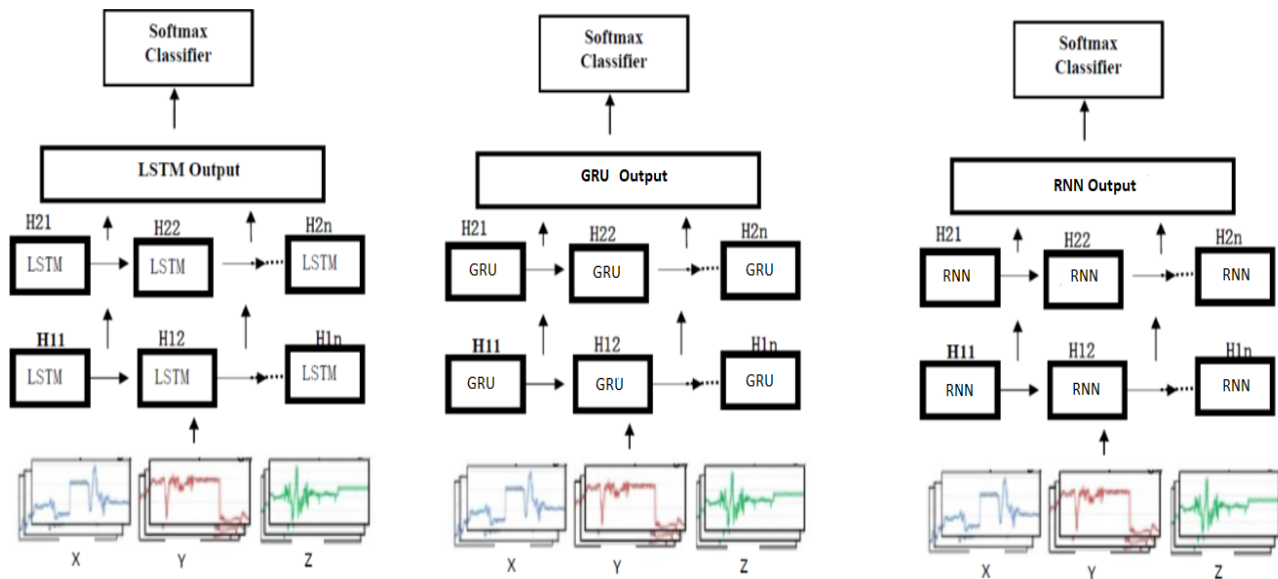 Softmax
Classifier
LSTM Output
H21
H22
H2n
LSTM
LSTM
LSTM
H11
H12
H1n
LSTM
LSTM
LSTM
X
Y
Z
Softmax
Classifier
GRU Output
H21
H22
H2n
GRU
GRU
GRU
H11
H12
H1n
GRU
GRU
GRU
X
Y
Z
Softmax
Classifier
RNN Output
H21
H22
H2n
RNN
RNN
RNN
H11
H12
H1n
RNN
RNN
RNN
X
Y
Z